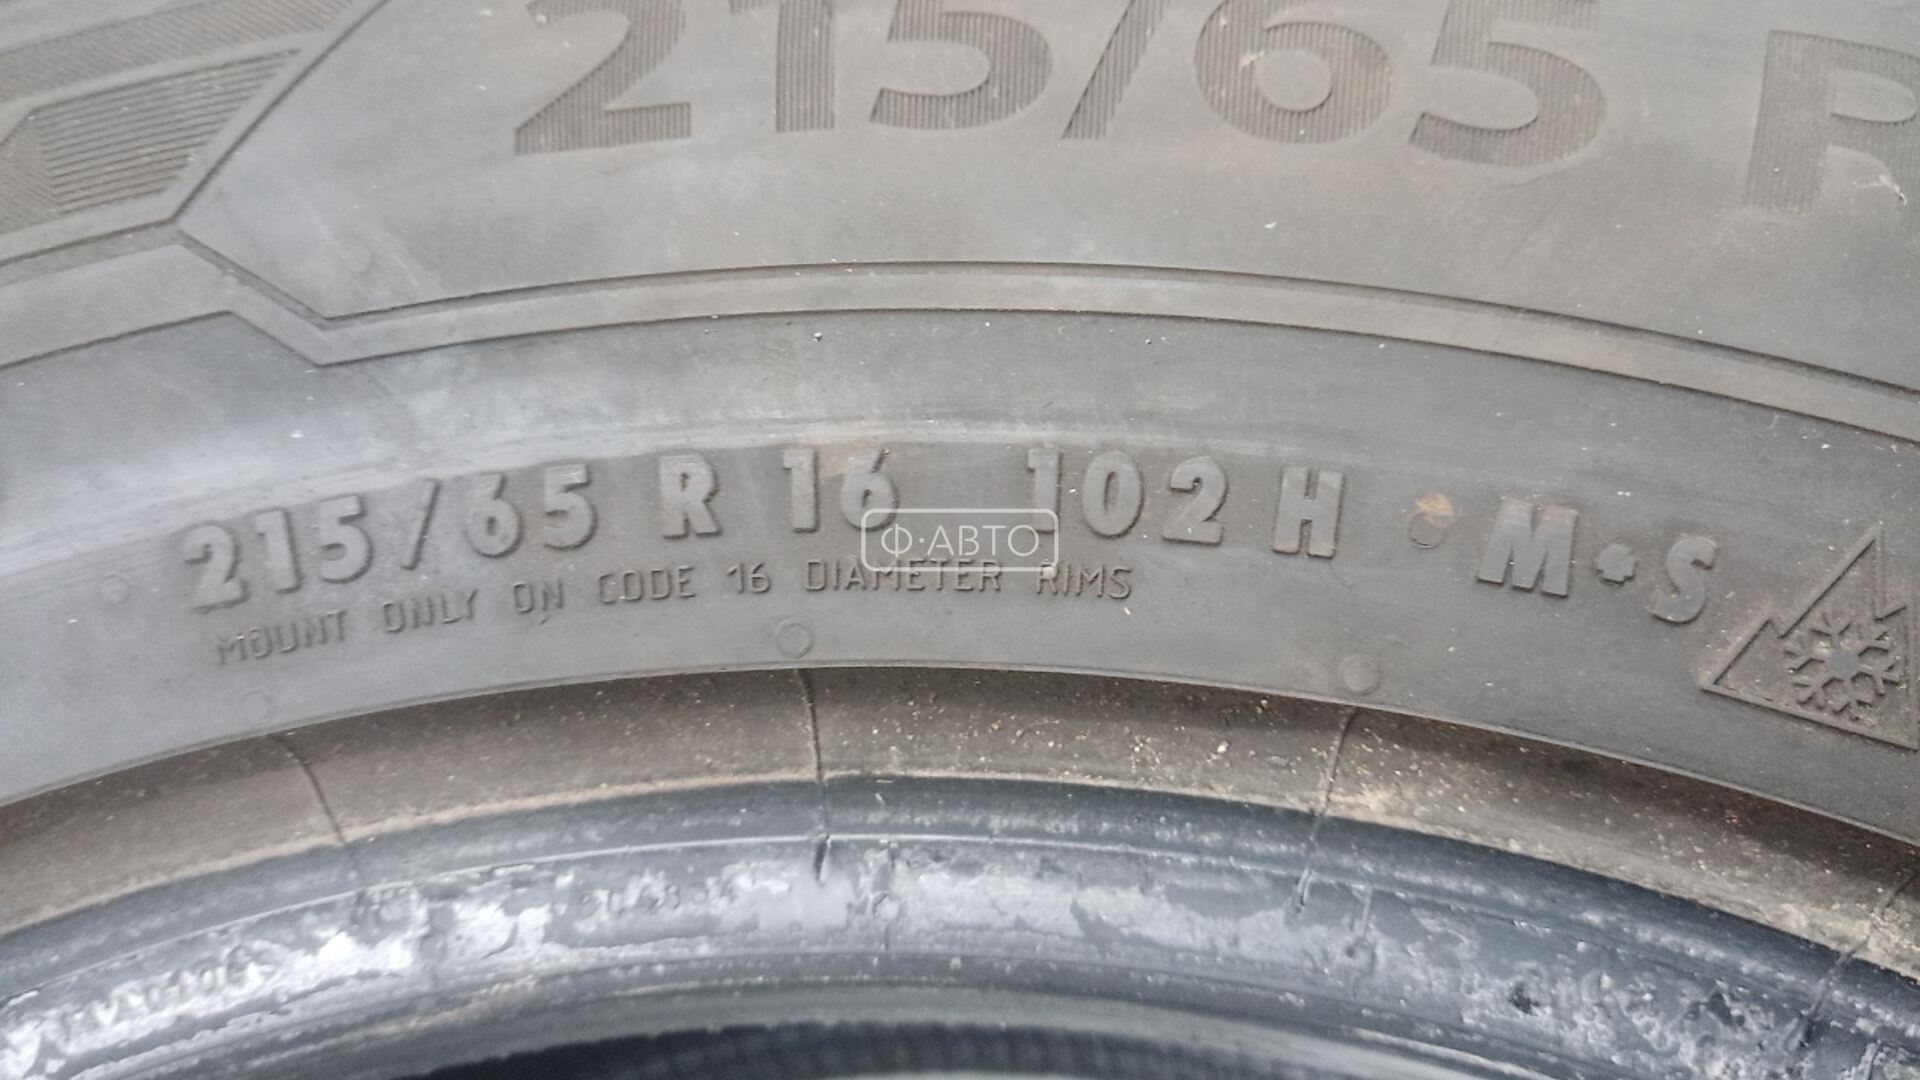 215/65 R
215/65 R 16 102 H M+S
MOUNT ONLY ON CODE 16 DIAMETER RIMS
Ф·АВТО